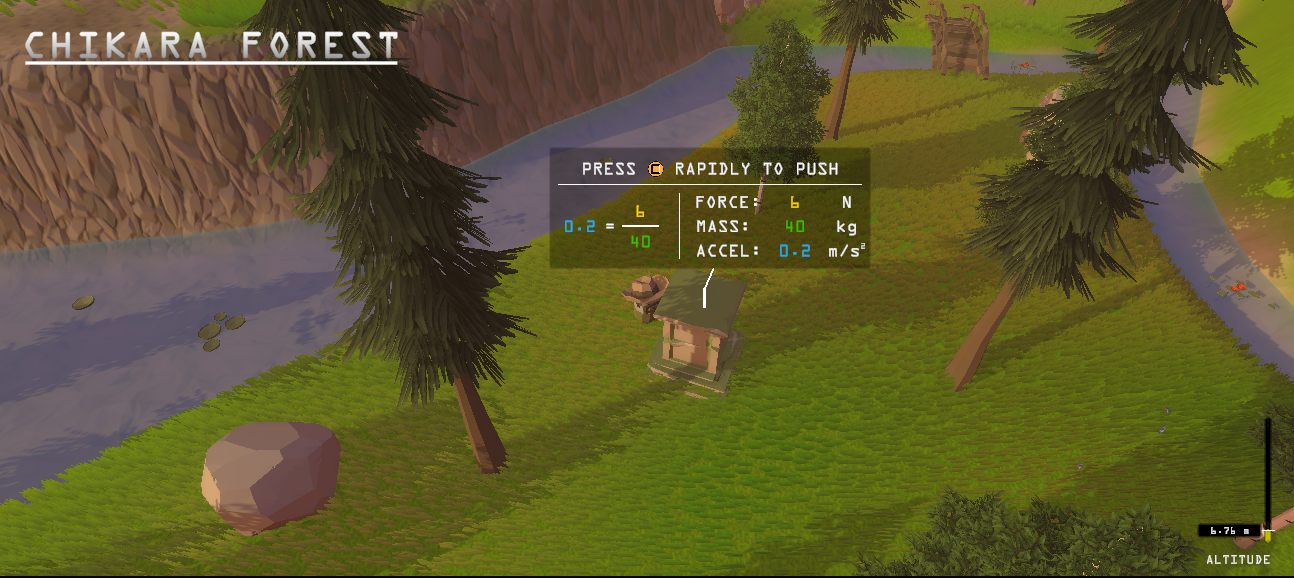 CHIKARA FOREST
PRESS C RAPIDLY TO PUSH
0.2 = 6/40
FORCE: 6 N
MASS: 40 kg
ACCEL: 0.2 m/s²
6.76 m
ALTITUDE